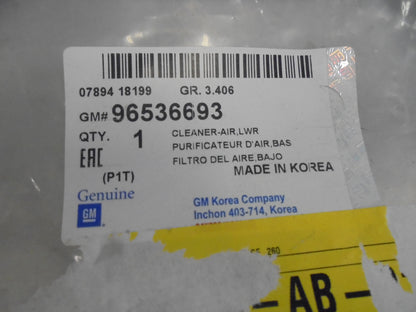 07894 18199 GR. 3.406
GM# 96536693
QTY. 1 CLEANER-AIR,LWR
PURIFICATEUR D'AIR,BAS
EAC FILTRO DEL AIRE,BAJO
(P1T) MADE IN KOREA
Genuine
GM
GM Korea Company
Inchon 403-714, Korea
260
-AB-